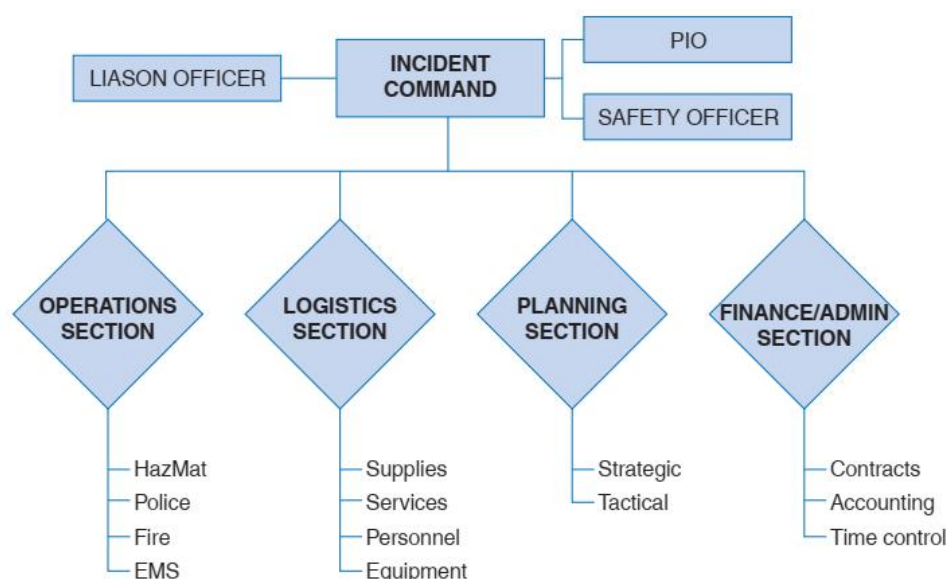 LIASON OFFICER
INCIDENT
COMMAND
PIO
SAFETY OFFICER
OPERATIONS
SECTION
HazMat
Police
Fire
EMS
LOGISTICS
SECTION
Supplies
Services
Personnel
Equipment
PLANNING
SECTION
Strategic
Tactical
FINANCE/ADMIN
SECTION
Contracts
Accounting
Time control